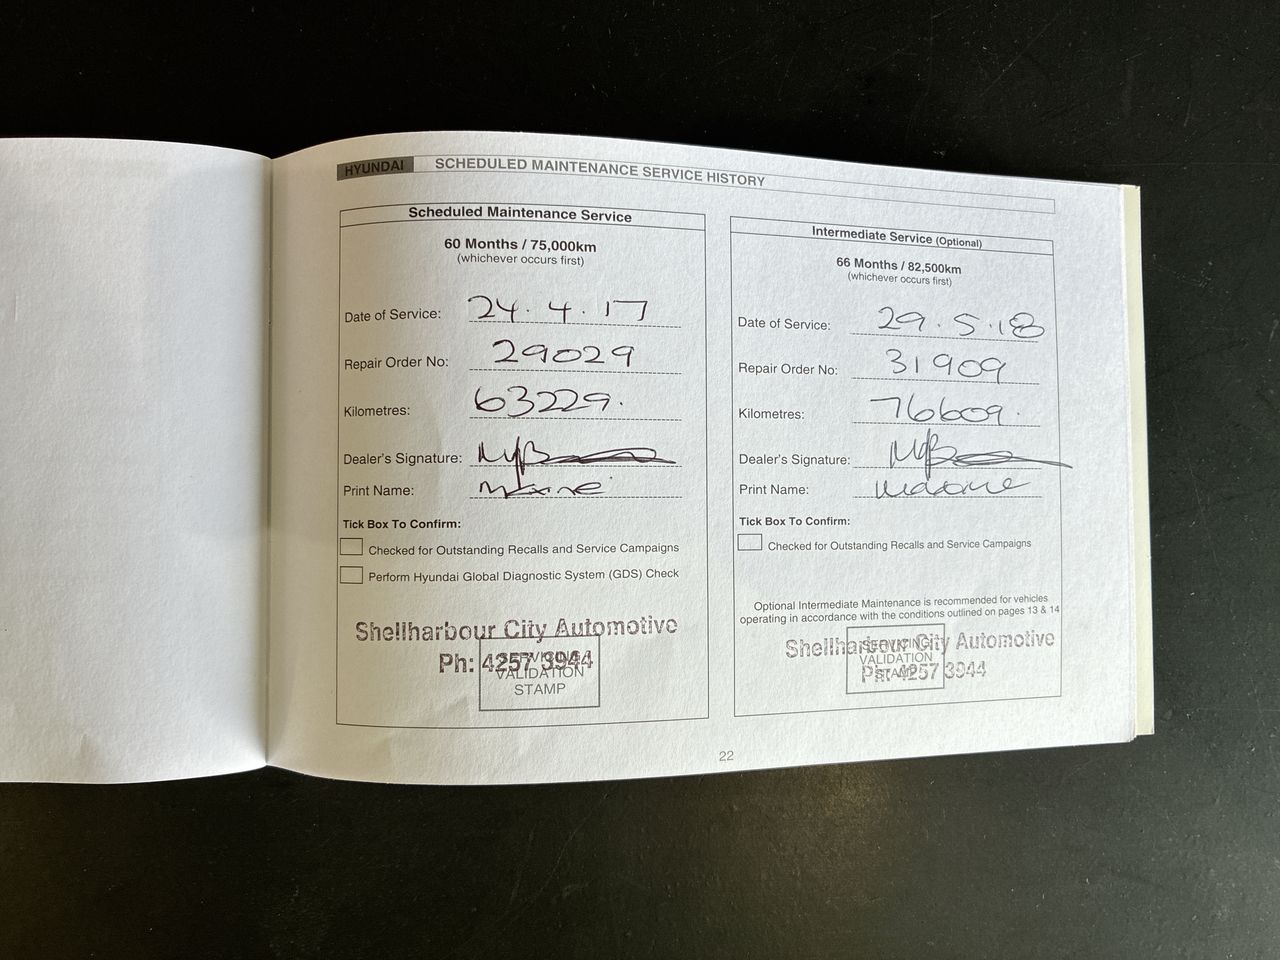 HYUNDAI SCHEDULED MAINTENANCE SERVICE HISTORY
Scheduled Maintenance Service
60 Months / 75,000km
(whichever occurs first)
Date of Service: 24.4.17
Repair Order No: 29029
Kilometres: 63229.
Dealer's Signature:
Print Name: Maxine
Tick Box To Confirm:
Checked for Outstanding Recalls and Service Campaigns
Perform Hyundai Global Diagnostic System (GDS) Check
Shellharbour City Automotive
Ph: 4257 3944
SERVICING
VALIDATION
STAMP
Intermediate Service (Optional)
66 Months / 82,500km
(whichever occurs first)
Date of Service: 29.5.18
Repair Order No: 31909
Kilometres: 76609.
Dealer's Signature:
Print Name: Maxine
Tick Box To Confirm:
Checked for Outstanding Recalls and Service Campaigns
Optional Intermediate Maintenance is recommended for vehicles
operating in accordance with the conditions outlined on pages 13 & 14
Shellharbour City Automotive
Ph: 4257 3944
SERVICING
VALIDATION
STAMP
22